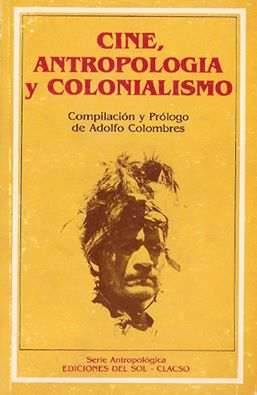 CINE,
ANTROPOLOGIA
y COLONIALISMO
Compilación y Prólogo
de Adolfo Colombres
Serie Antropológica
EDICIONES DEL SOL - CLACSO